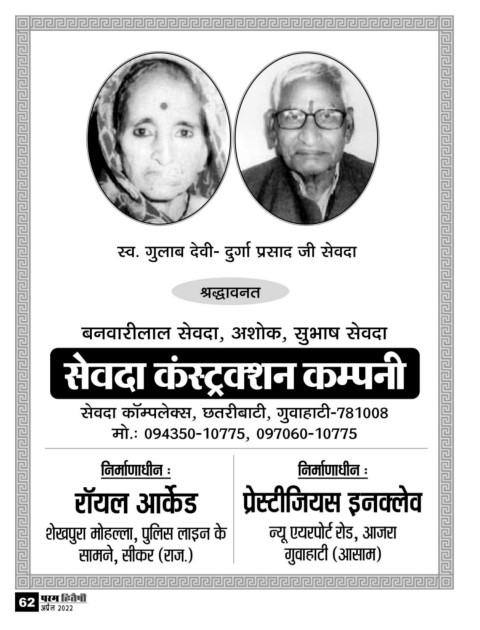 स्व. गुलाब देवी- दुर्गा प्रसाद जी सेवदा
श्रद्धावनत
बनवारीलाल सेवदा, अशोक, सुभाष सेवदा
सेवदा कंस्ट्रक्शन कम्पनी
सेवदा कॉम्पलेक्स, छतरीबाटी, गुवाहाटी-781008
मो.: 094350-10775, 097060-10775
निर्माणाधीन :
रॉयल आर्केड
शेखपुरा मोहल्ला, पुलिस लाइन के
सामने, सीकर (राज.)
निर्माणाधीन :
प्रेस्टीजियस इनक्लेव
न्यू एयरपोर्ट रोड, आजरा
गुवाहाटी (आसाम)
62 परम हितैषी
अप्रैल 2022